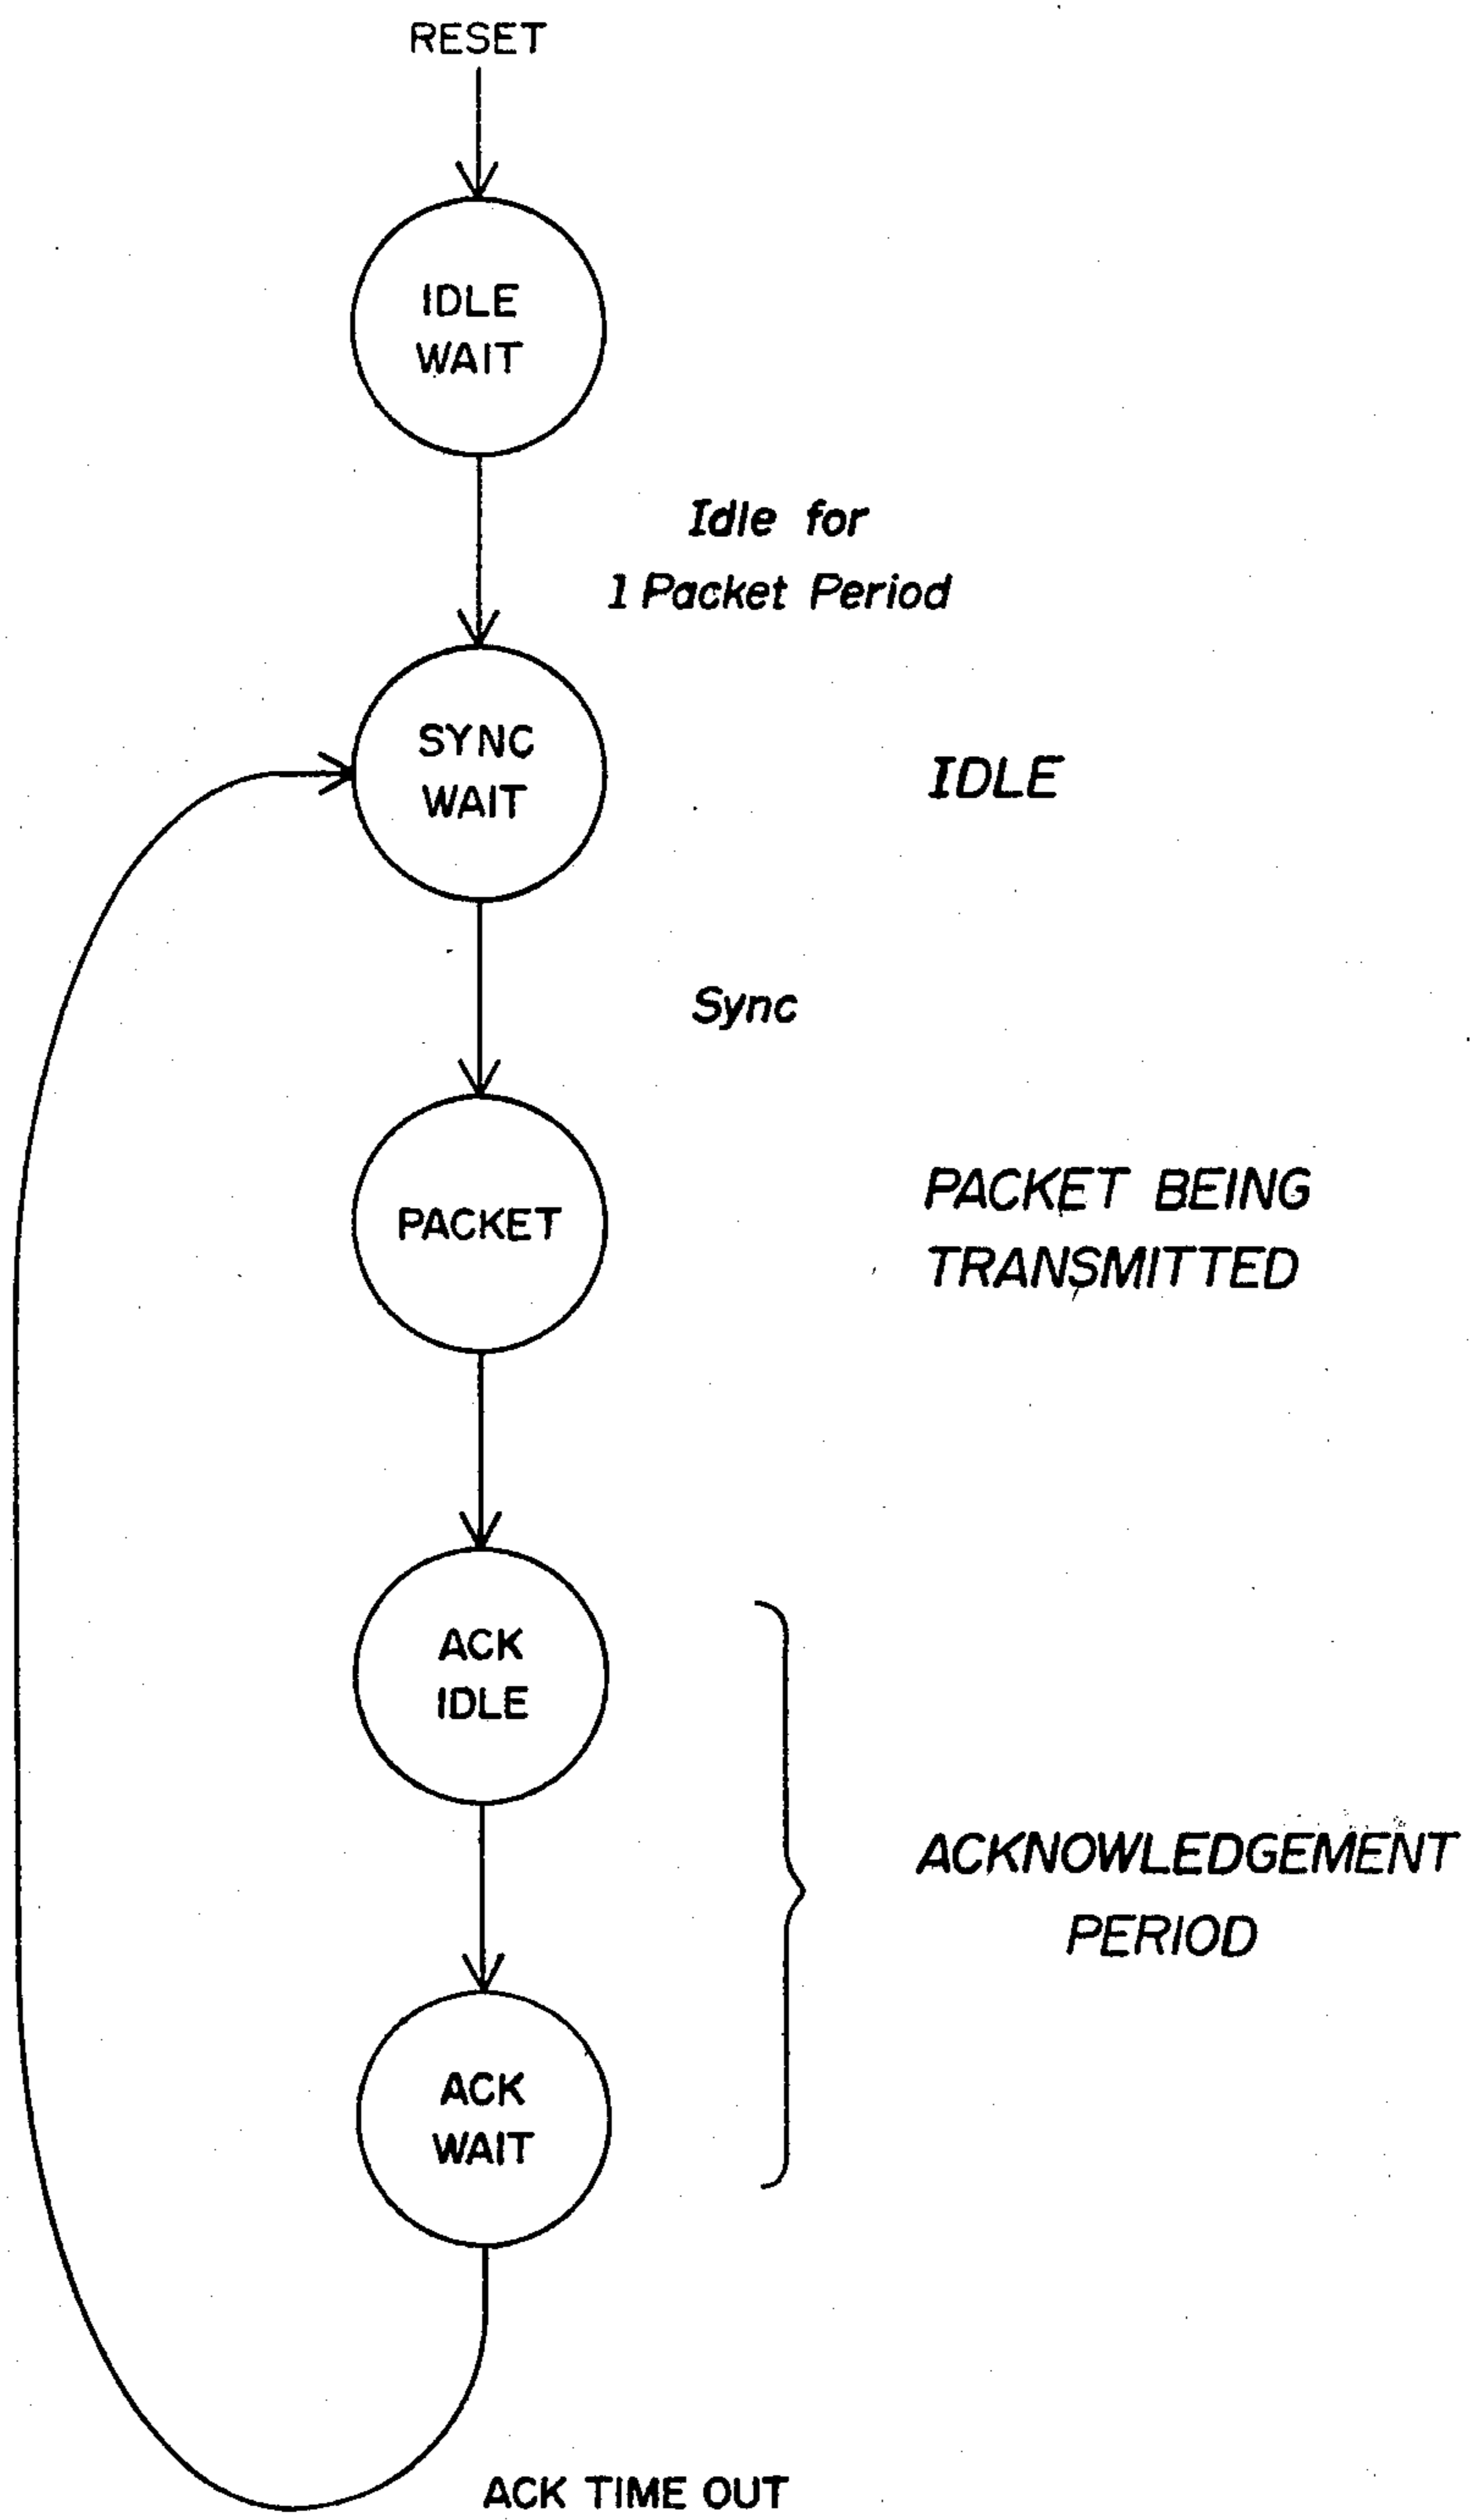 RESET
IDLE
WAIT
Idle for
1 Packet Period
SYNC
WAIT
IDLE
Sync
PACKET
PACKET BEING
TRANSMITTED
ACK
IDLE
ACKNOWLEDGEMENT
PERIOD
ACK
WAIT
ACK TIME OUT